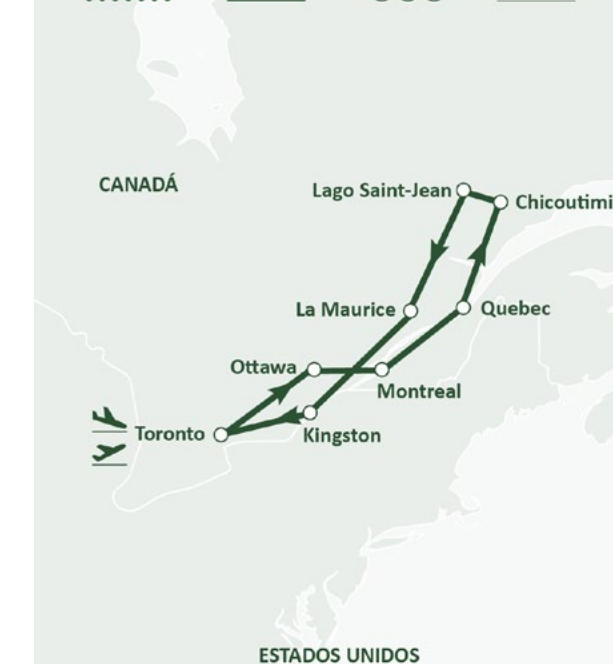 CANADÁ
Lago Saint-Jean
Chicoutimi
La Maurice
Quebec
Ottawa
Montreal
Toronto
Kingston
ESTADOS UNIDOS